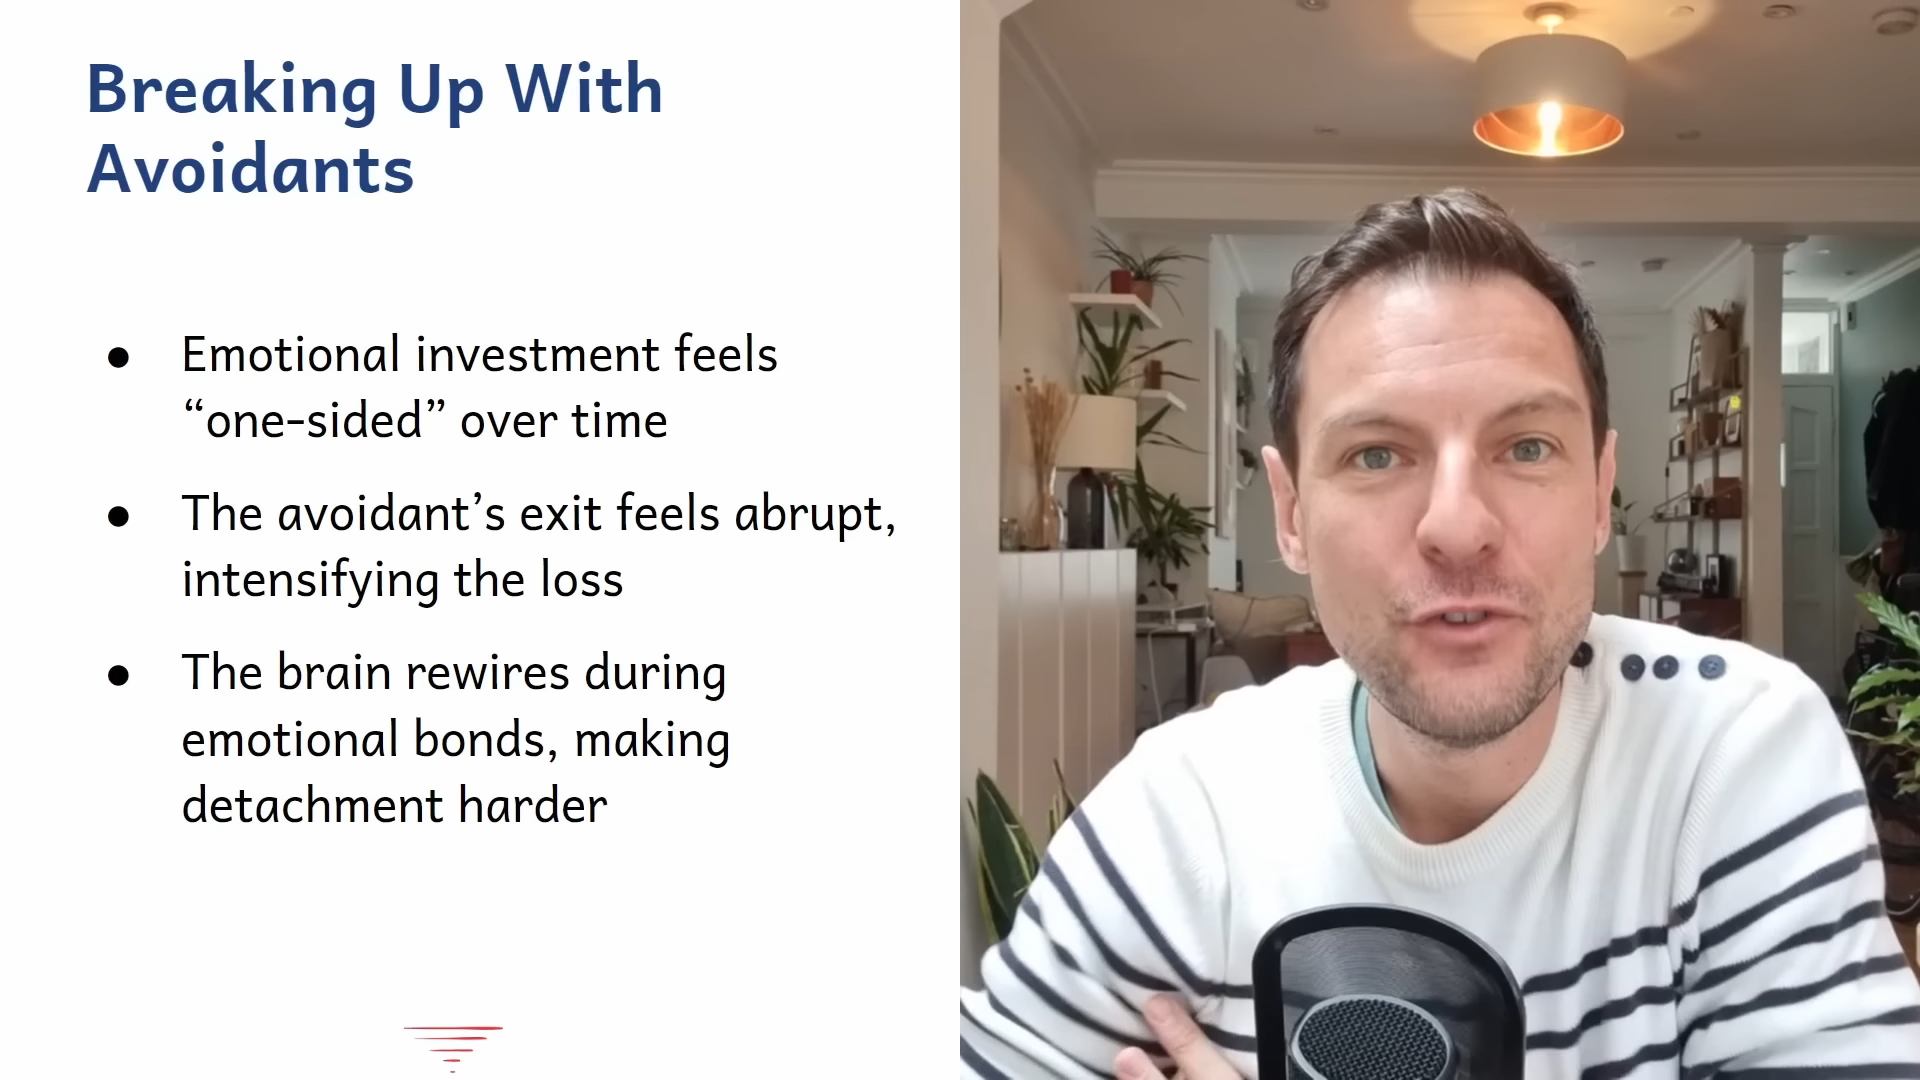 Breaking Up With
Avoidants
● Emotional investment feels
“one-sided” over time
● The avoidant’s exit feels abrupt,
intensifying the loss
● The brain rewires during
emotional bonds, making
detachment harder